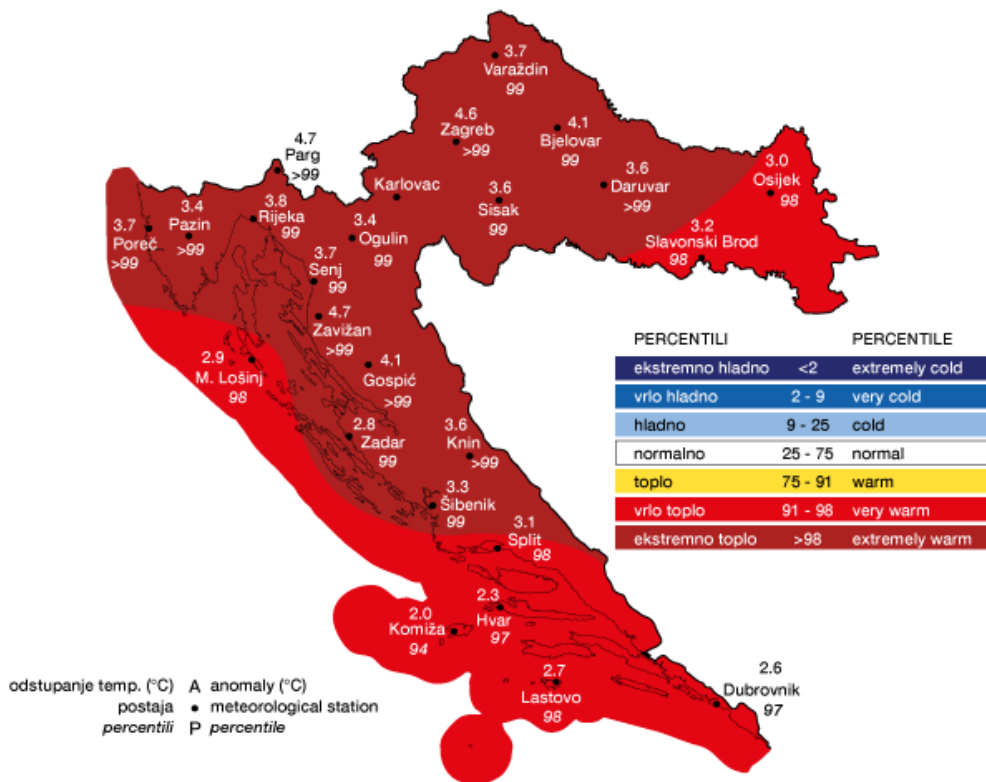 3.7
Varaždin
99
4.6
Zagreb
>99
4.1
Bjelovar
99
4.7
Parg
>99
3.6
Daruvar
>99
3.0
Osijek
98
Karlovac
3.6
Sisak
99
3.7
Poreč
>99
3.4
Pazin
>99
3.8
Rijeka
99
3.4
Ogulin
99
3.2
Slavonski Brod
98
3.7
Senj
99
4.7
Zavižan
>99
2.9
M. Lošinj
98
4.1
Gospić
>99
2.8
Zadar
99
3.6
Knin
>99
3.3
Šibenik
99
3.1
Split
98
2.3
Hvar
97
2.0
Komiža
94
2.7
Lastovo
98
2.6
Dubrovnik
97
PERCENTILI PERCENTILE
ekstremno hladno <2 extremely cold
vrlo hladno 2 - 9 very cold
hladno 9 - 25 cold
normalno 25 - 75 normal
toplo 75 - 91 warm
vrlo toplo 91 - 98 very warm
ekstremno toplo >98 extremely warm
odstupanje temp. (°C) A anomaly (°C)
postaja • meteorological station
percentili P percentile